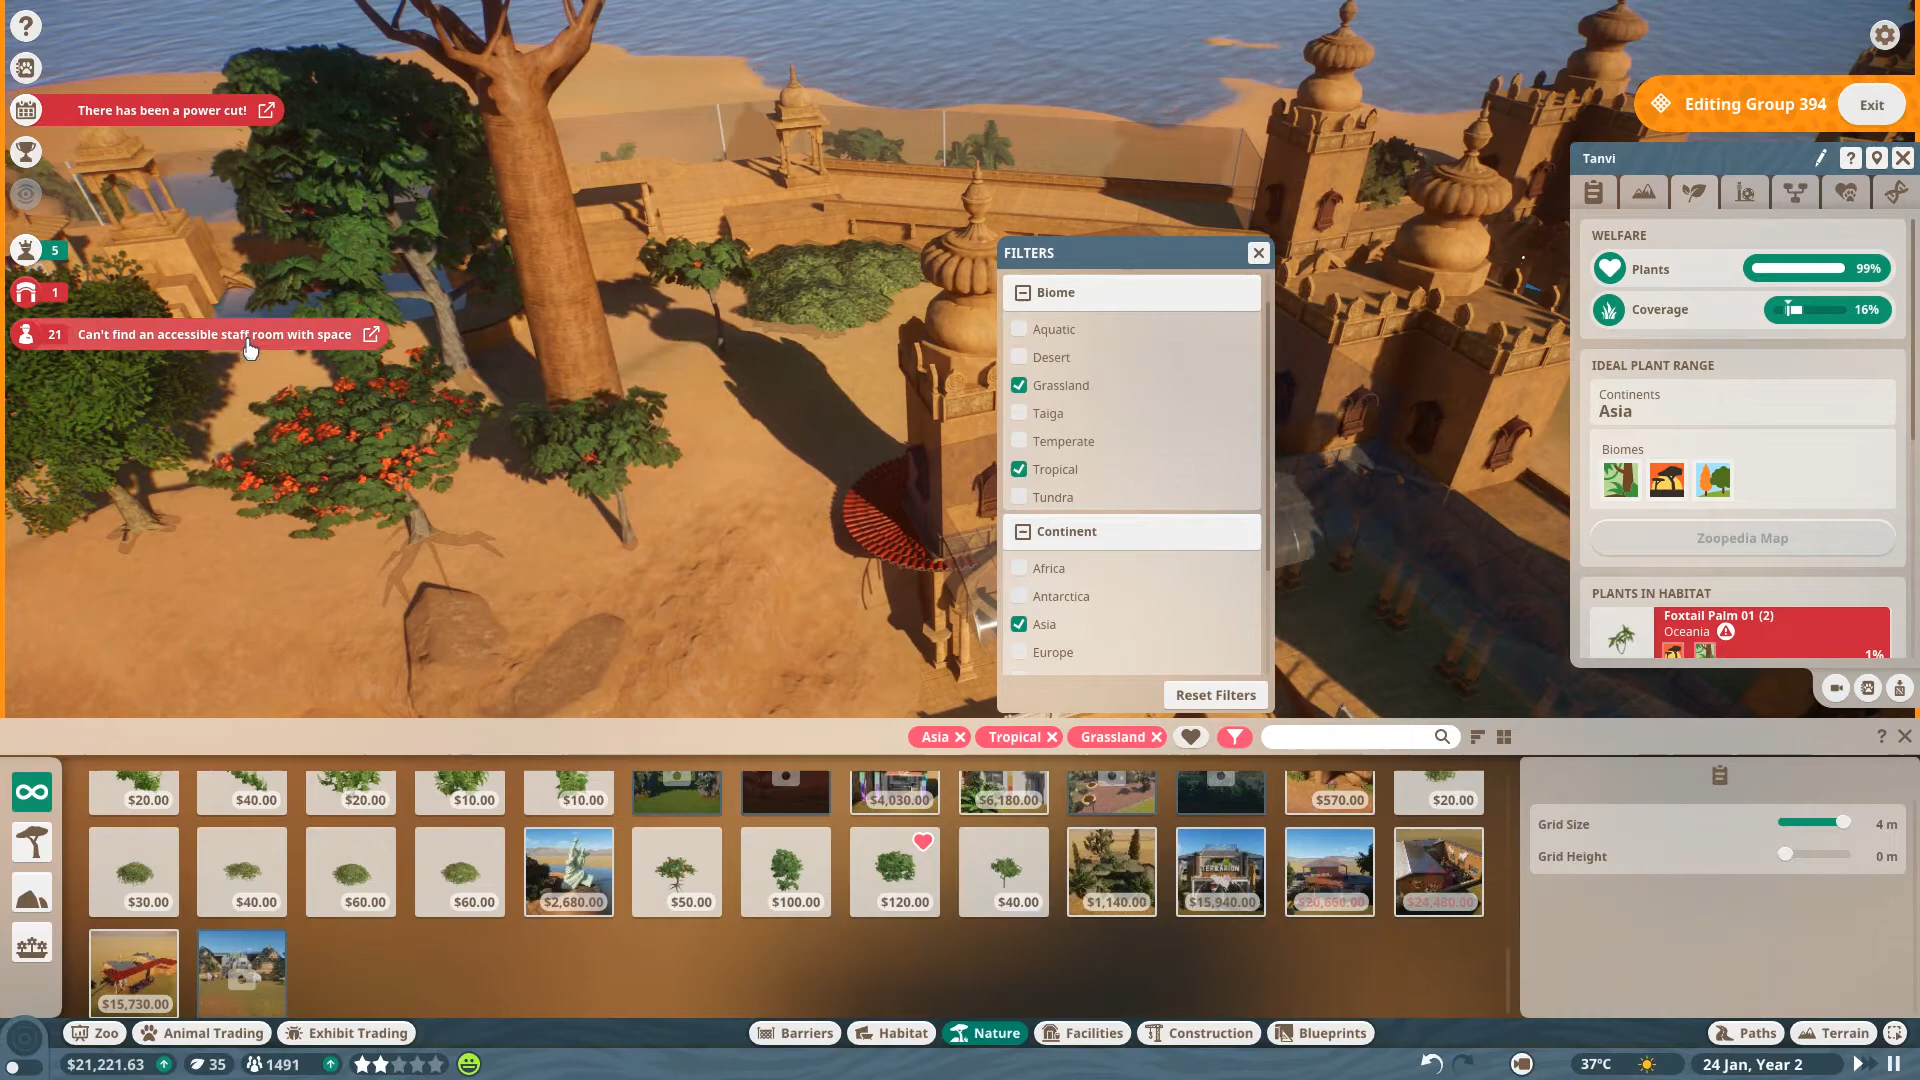 There has been a power cut!
Editing Group 394
Exit
Tanvi
WELFARE
Plants
99%
Coverage
16%
IDEAL PLANT RANGE
Continents
Asia
Biomes
Zoopedia Map
PLANTS IN HABITAT
Foxtail Palm 01 (2)
Oceania
1%
5
1
21
Can't find an accessible staff room with space
FILTERS
Biome
Aquatic
Desert
Grassland
Taiga
Temperate
Tropical
Tundra
Continent
Africa
Antarctica
Asia
Europe
Reset Filters
Asia
Tropical
Grassland
$20.00
$40.00
$20.00
$10.00
$10.00
$4,030.00
$6,180.00
$570.00
$20.00
$30.00
$40.00
$60.00
$60.00
$2,680.00
$50.00
$100.00
$120.00
$40.00
$1,140.00
TERRARIUM
$15,940.00
$20,660.00
$24,480.00
$15,730.00
Grid Size
4 m
Grid Height
0 m
Zoo
Animal Trading
Exhibit Trading
Barriers
Habitat
Nature
Facilities
Construction
Blueprints
Paths
Terrain
$21,221.63
35
1491
37°C
24 Jan, Year 2